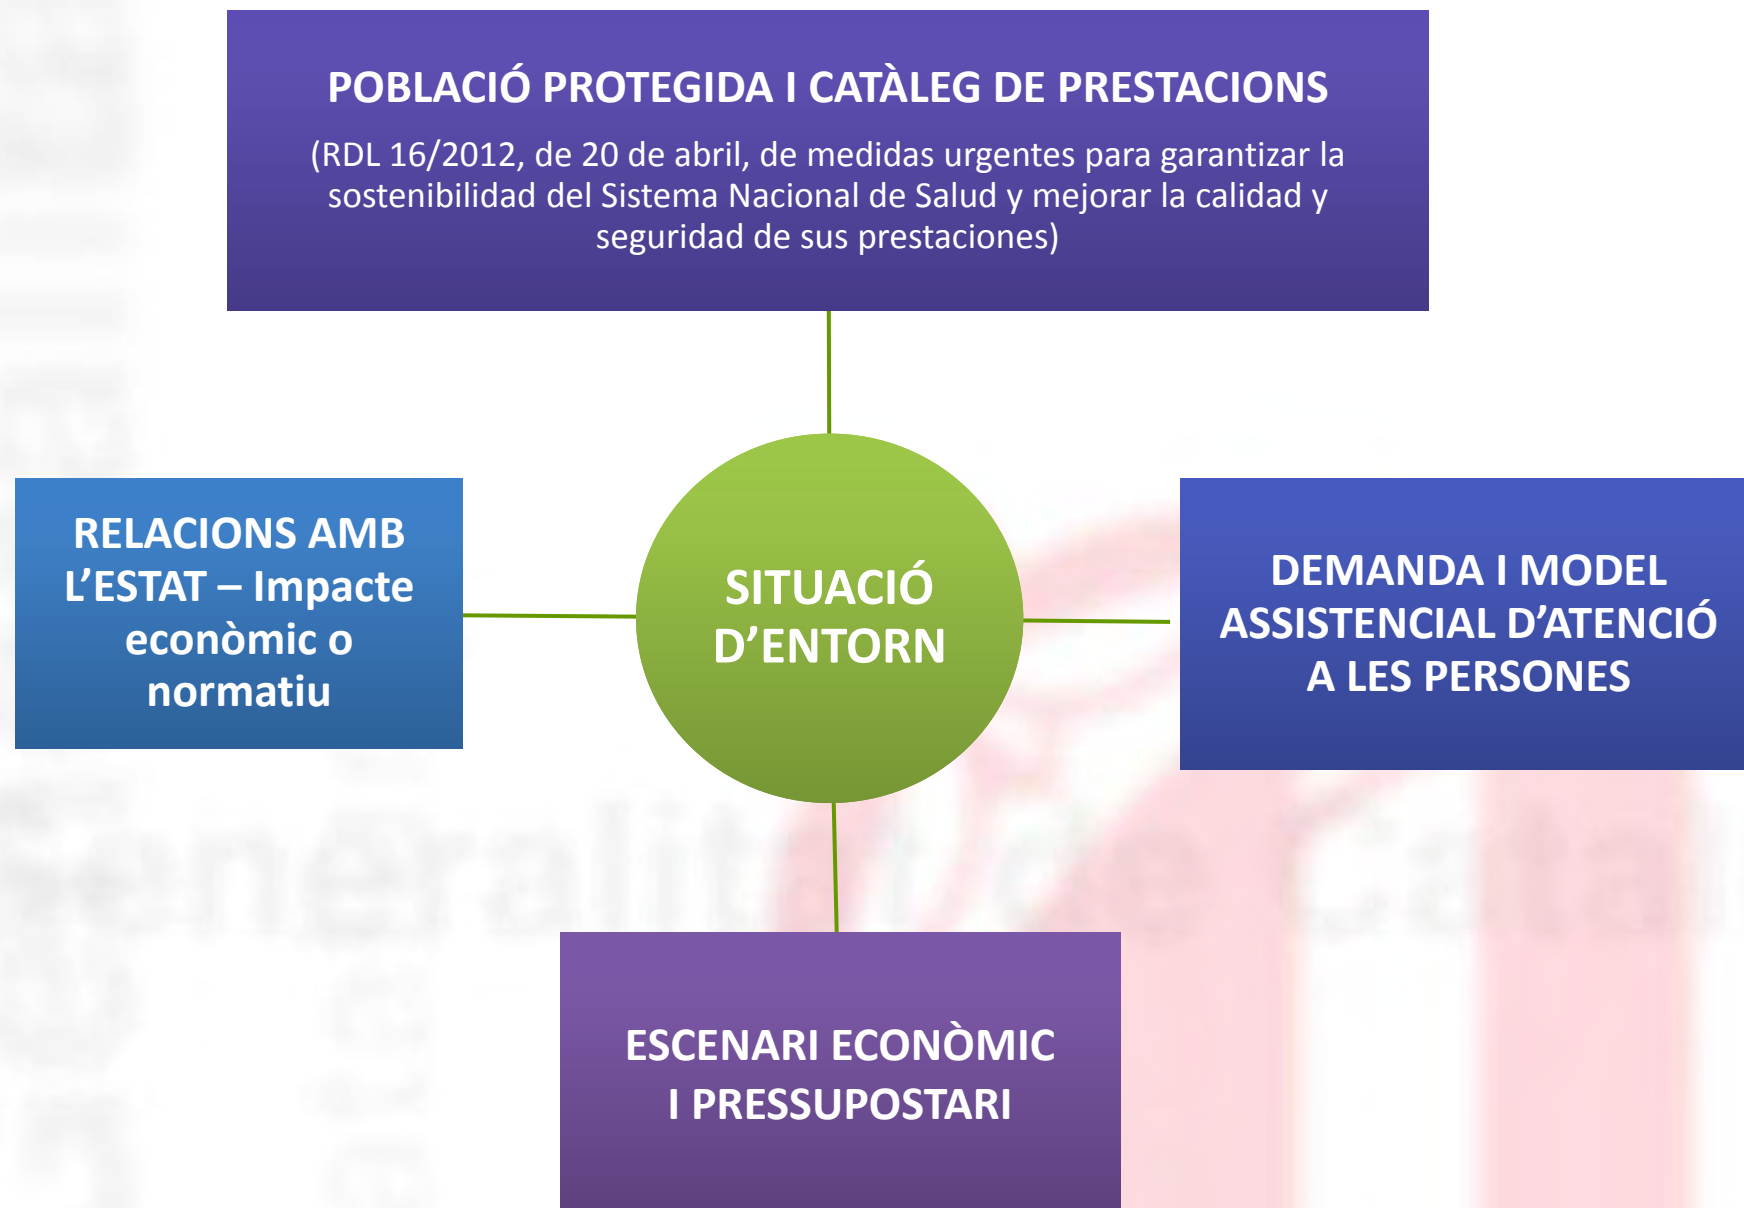 POBLACIÓ PROTEGIDA I CATÀLEG DE PRESTACIONS
(RDL 16/2012, de 20 de abril, de medidas urgentes para garantizar la
sostenibilidad del Sistema Nacional de Salud y mejorar la calidad y
seguridad de sus prestaciones)
RELACIONS AMB
L’ESTAT – Impacte
econòmic o
normatiu
SITUACIÓ
D’ENTORN
DEMANDA I MODEL
ASSISTENCIAL D’ATENCIÓ
A LES PERSONES
ESCENARI ECONÒMIC
I PRESSUPOSTARI